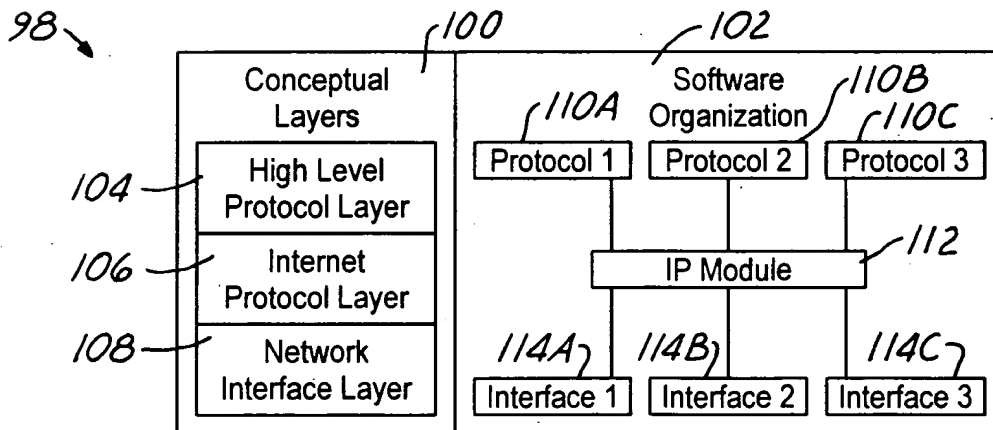 98
100
102
Conceptual
Layers
Software
Organization
110A
110B
110C
104
High Level
Protocol Layer
Protocol 1
Protocol 2
Protocol 3
106
Internet
Protocol Layer
IP Module
112
108
Network
Interface Layer
114A
114B
114C
Interface 1
Interface 2
Interface 3